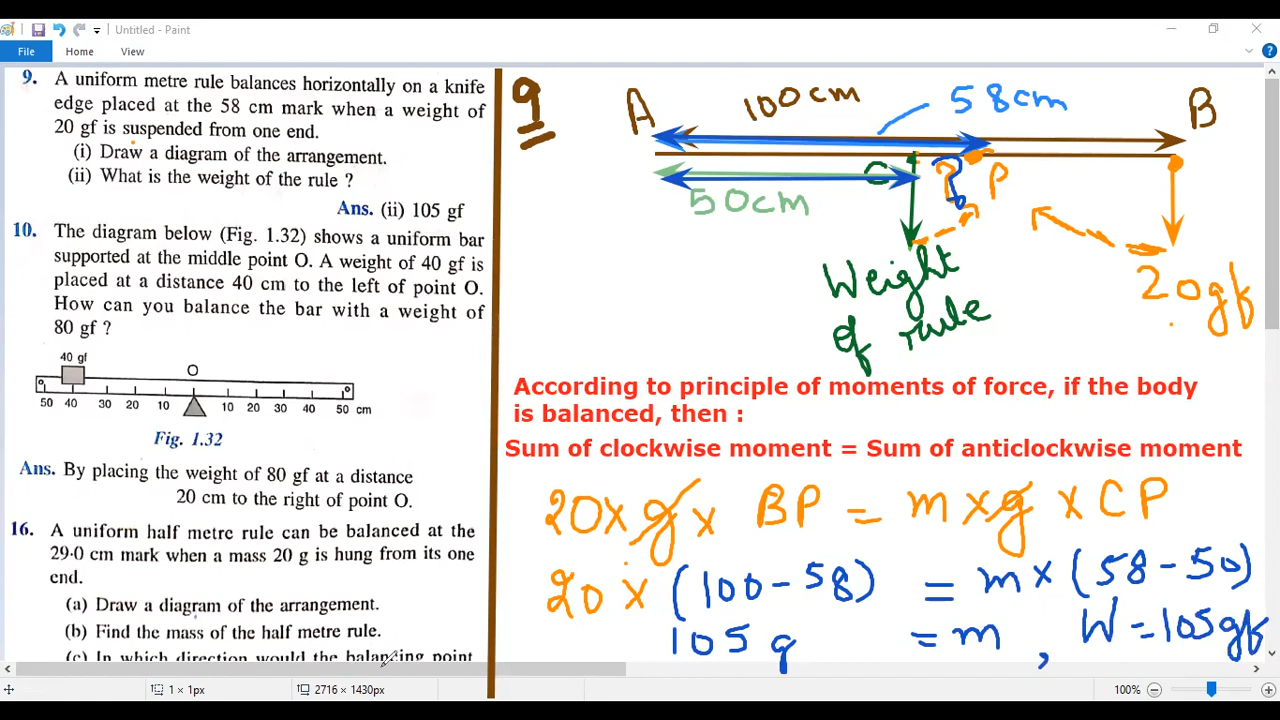 Untitled - Paint
File Home View
9. A uniform metre rule balances horizontally on a knife
edge placed at the 58 cm mark when a weight of
20 gf is suspended from one end.
(i) Draw a diagram of the arrangement.
(ii) What is the weight of the rule ?
Ans. (ii) 105 gf
10. The diagram below (Fig. 1.32) shows a uniform bar
supported at the middle point O. A weight of 40 gf is
placed at a distance 40 cm to the left of point O.
How can you balance the bar with a weight of
80 gf ?
40 gf
O
50 40 30 20 10 10 20 30 40 50 cm
Fig. 1.32
Ans. By placing the weight of 80 gf at a distance
20 cm to the right of point O.
16. A uniform half metre rule can be balanced at the
29·0 cm mark when a mass 20 g is hung from its one
end.
(a) Draw a diagram of the arrangement.
(b) Find the mass of the half metre rule.
(c) In which direction would the balancing point
9
A 100cm 58cm B
C P
50cm
Weight
of rule
20gf
According to principle of moments of force, if the body
is balanced, then :
Sum of clockwise moment = Sum of anticlockwise moment
20 x g x BP = m x g x CP
20 x (100 - 58) = m x (58 - 50)
105 g = m , W = 105gf
1 × 1px 2716 × 1430px 100%